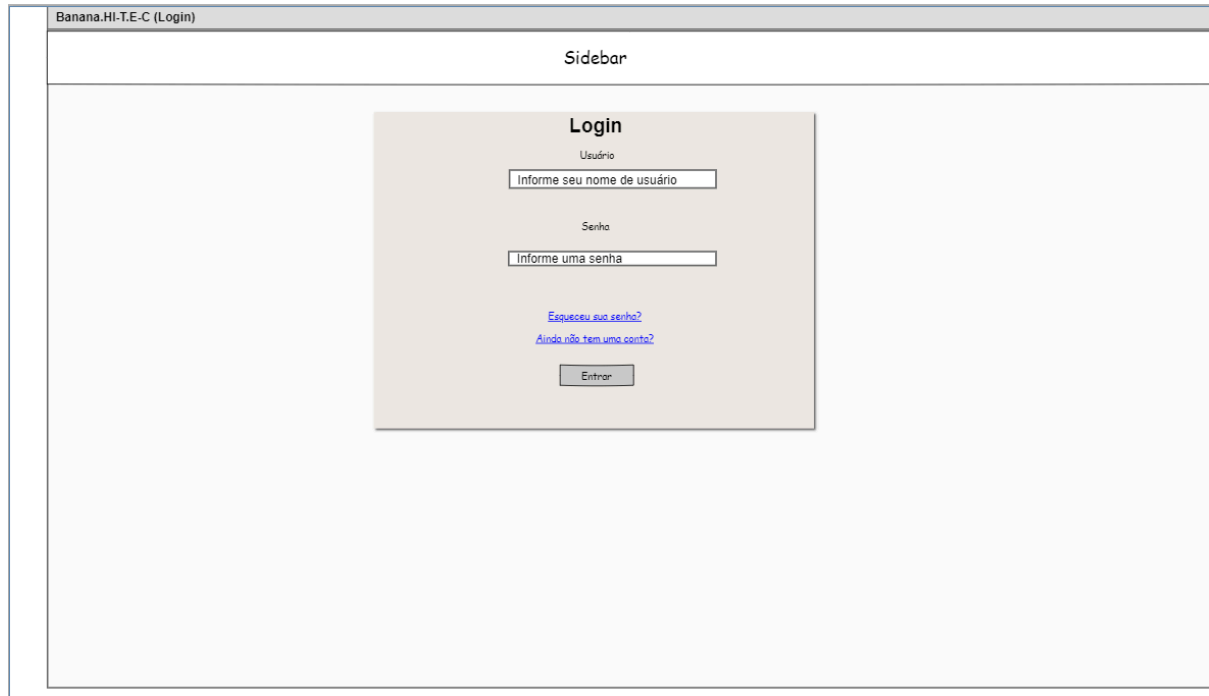 Banana.HI-T.E-C (Login)
Sidebar
Login
Usuário
Informe seu nome de usuário
Senha
Informe uma senha
Esqueceu sua senha?
Ainda não tem uma conta?
Entrar